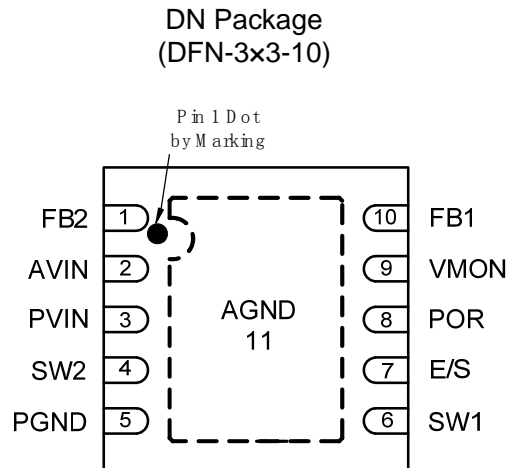 DN Package
(DFN-3×3-10)
Pin 1 Dot
by Marking
FB2 1 10 FB1
AVIN 2 9 VMON
PVIN 3 AGND 8 POR
11
SW2 4 7 E/S
PGND 5 6 SW1